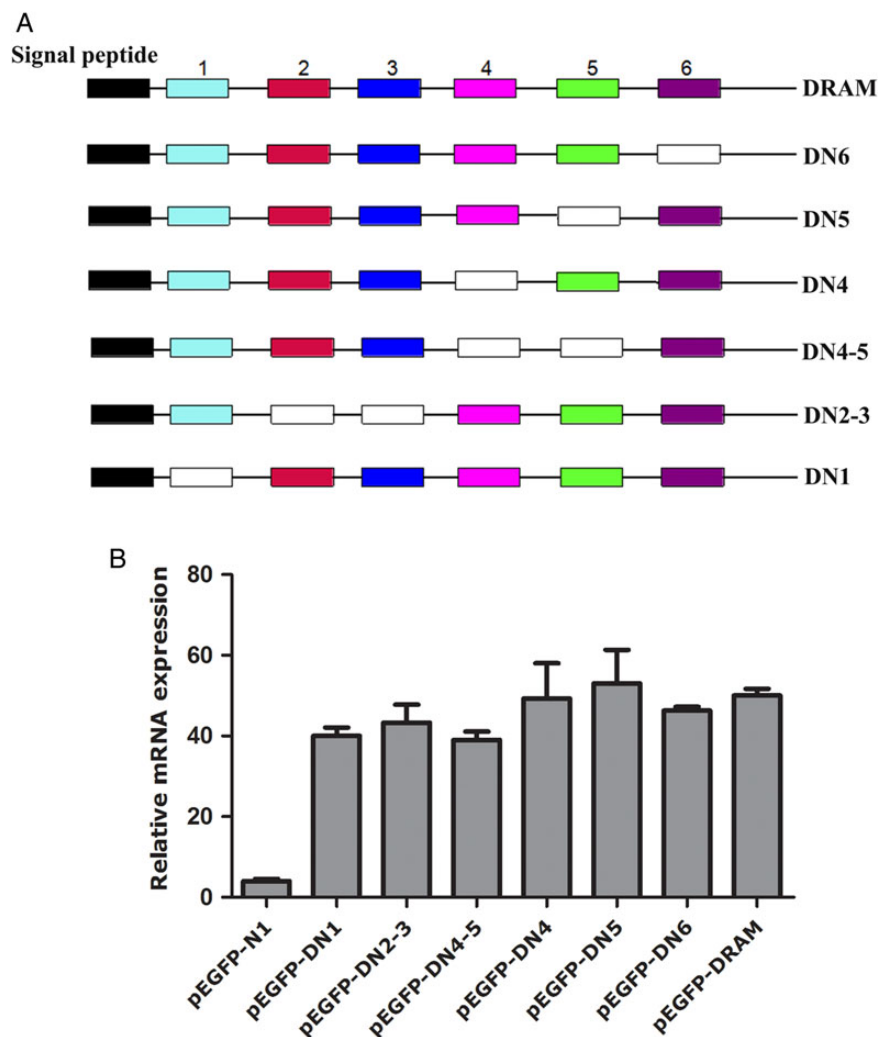 A
Signal peptide
1 2 3 4 5 6
DRAM
DN6
DN5
DN4
DN4-5
DN2-3
DN1
B
Relative mRNA expression
80
60
40
20
0
pEGFP-N1
pEGFP-DN1
pEGFP-DN2-3
pEGFP-DN4-5
pEGFP-DN4
pEGFP-DN5
pEGFP-DN6
pEGFP-DRAM